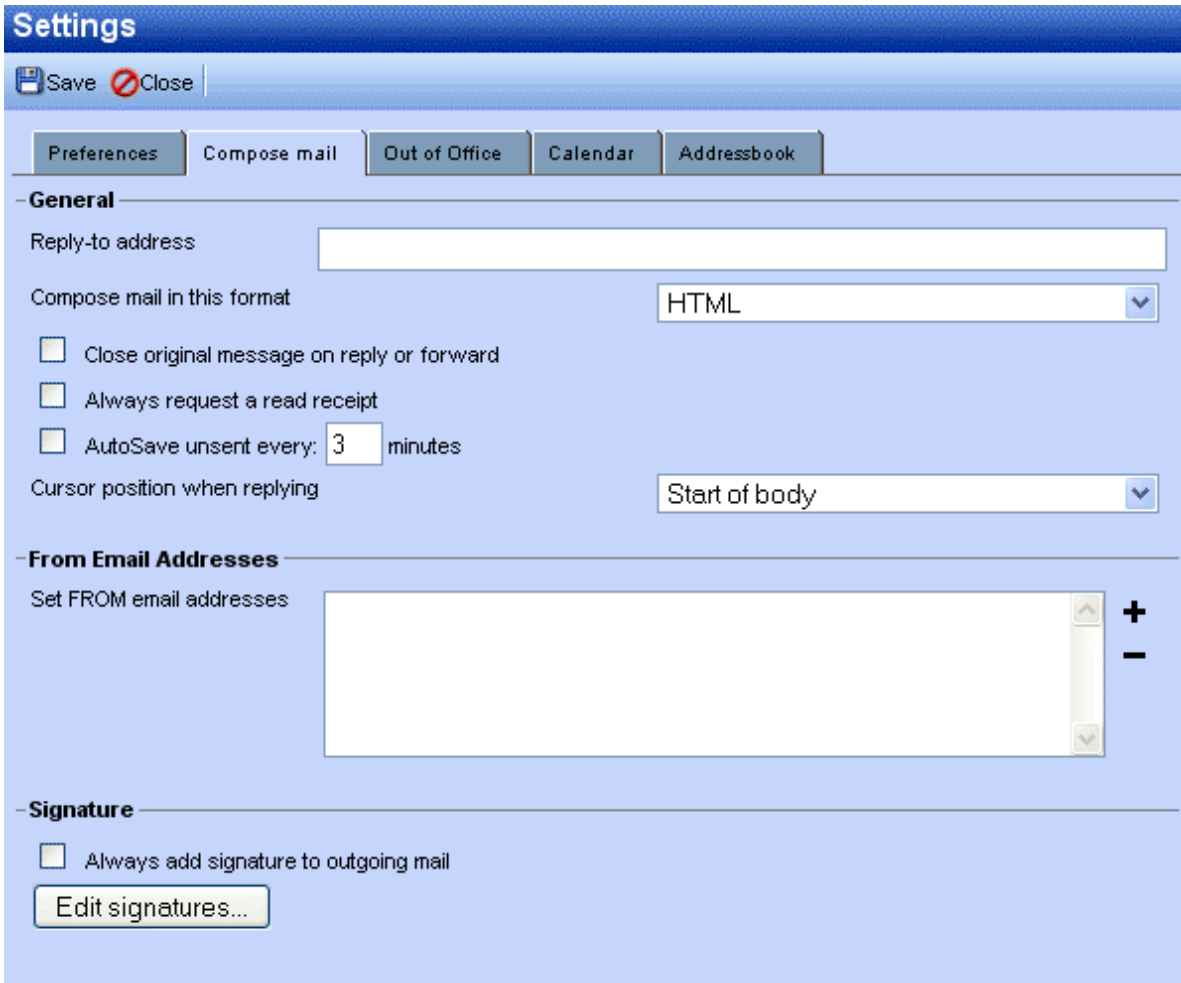 Settings
Save Close
Preferences Compose mail Out of Office Calendar Addressbook
General
Reply-to address
Compose mail in this format HTML
Close original message on reply or forward
Always request a read receipt
AutoSave unsent every: 3 minutes
Cursor position when replying Start of body
From Email Addresses
Set FROM email addresses
Signature
Always add signature to outgoing mail
Edit signatures...